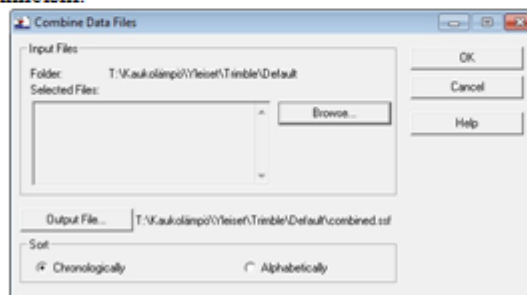 Combine Data Files
Input Files
OK
Folder: T:\Kaukolämpö\Yleiset\Trimble\Default
Selected Files:
Cancel
Browse...
Help
Output File... T:\Kaukolämpö\Yleiset\Trimble\Default\combined.ssf
Sort
Chronologically Alphabetically